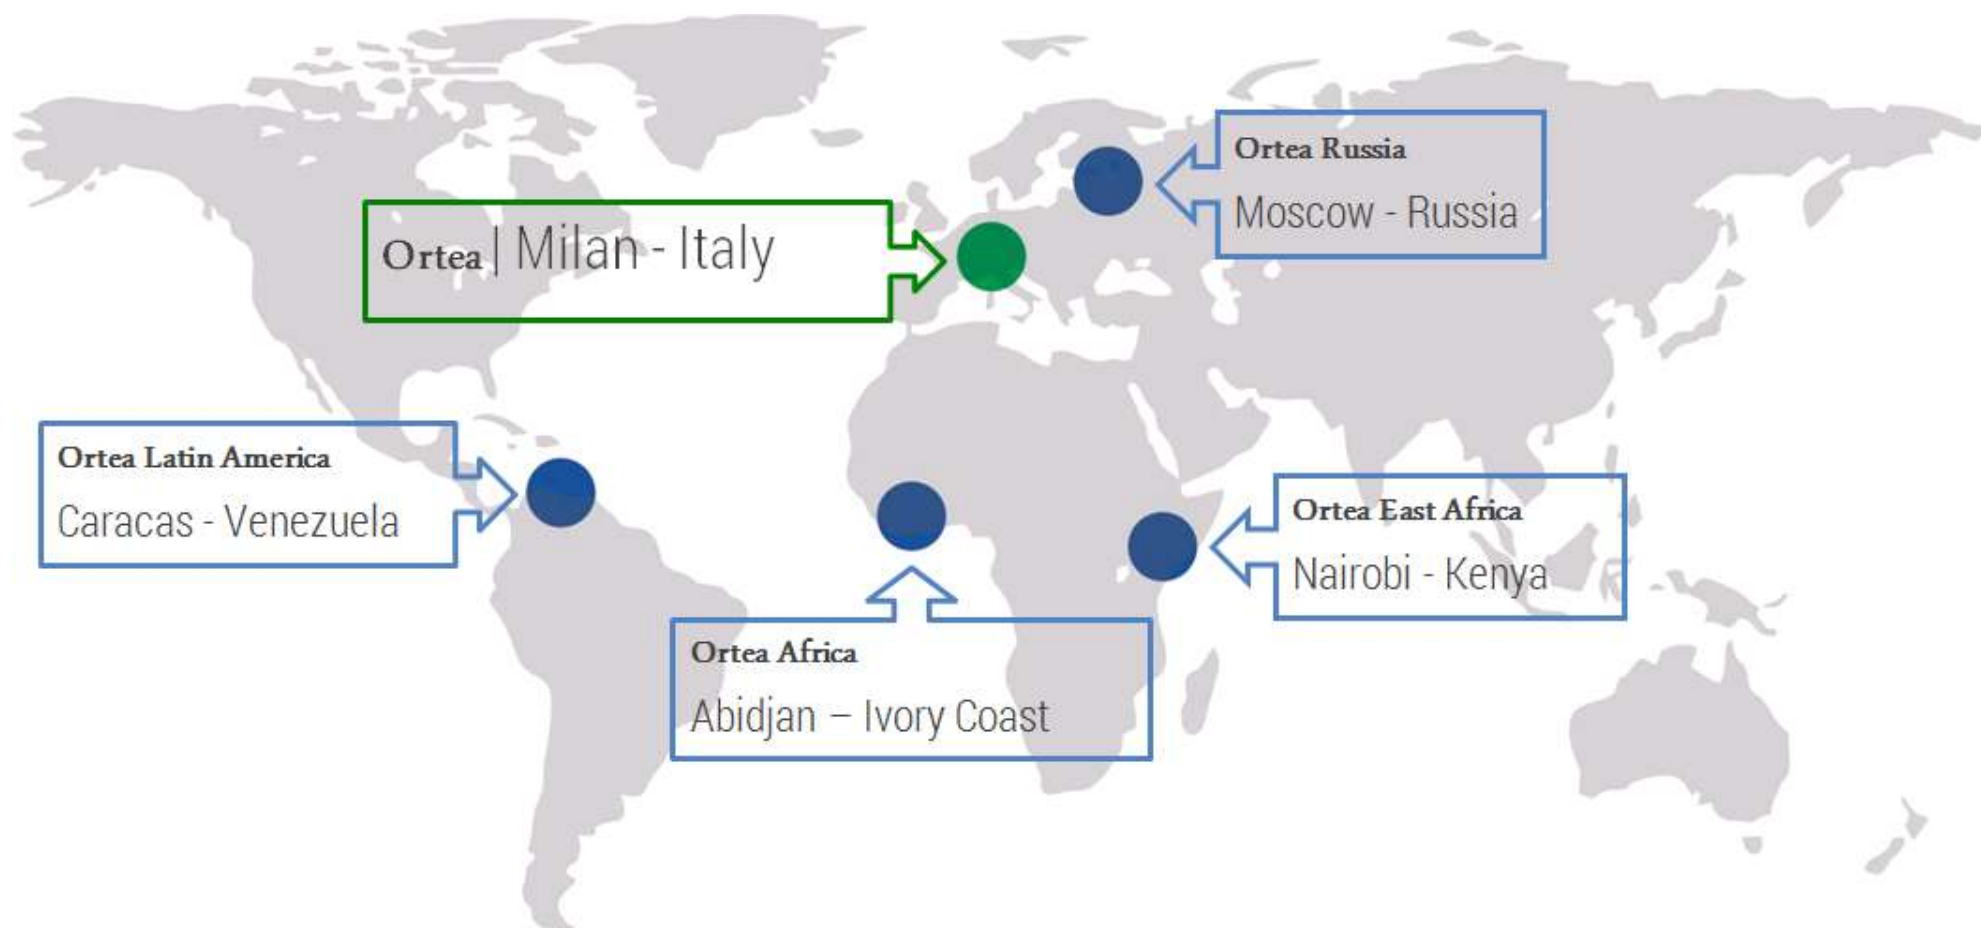 Ortea Russia
Moscow - Russia
Ortea | Milan - Italy
Ortea Latin America
Caracas - Venezuela
Ortea East Africa
Nairobi - Kenya
Ortea Africa
Abidjan – Ivory Coast